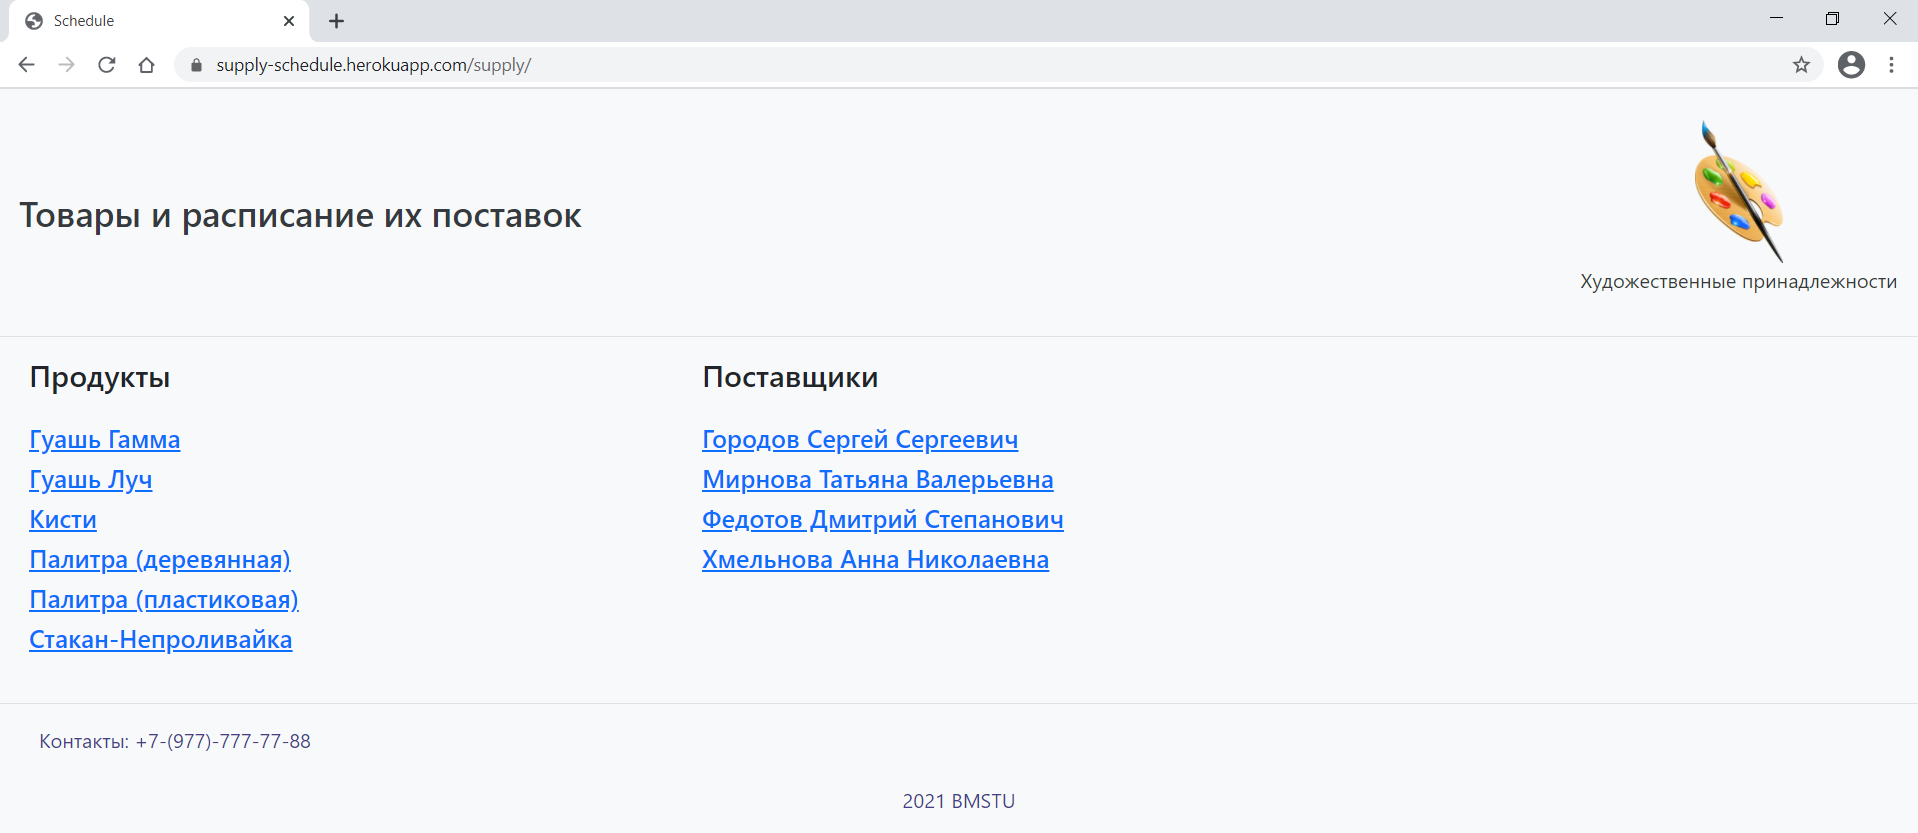 Schedule
supply-schedule.herokuapp.com/supply/
Товары и расписание их поставок
Художественные принадлежности
Продукты
Гуашь Гамма
Гуашь Луч
Кисти
Палитра (деревянная)
Палитра (пластиковая)
Стакан-Непроливайка
Поставщики
Городов Сергей Сергеевич
Мирнова Татьяна Валерьевна
Федотов Дмитрий Степанович
Хмельнова Анна Николаевна
Контакты: +7-(977)-777-77-88
2021 BMSTU